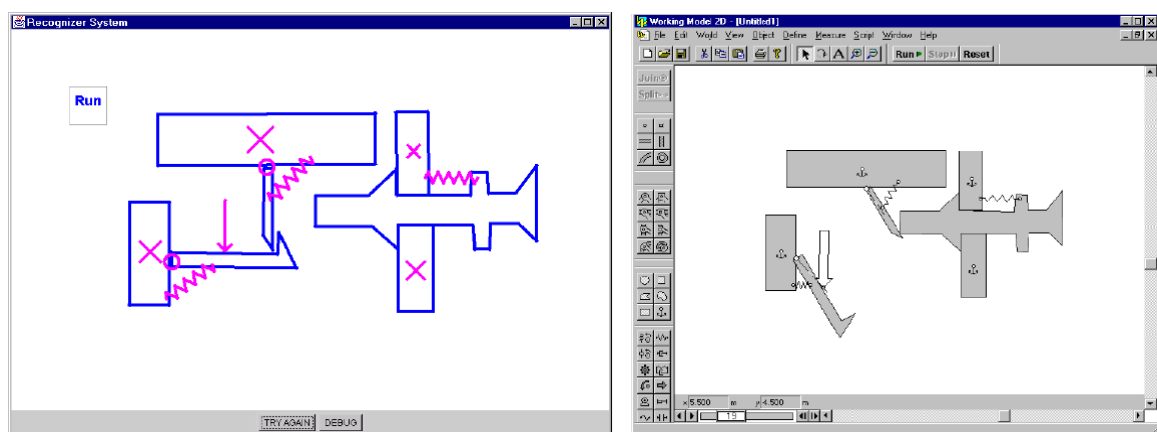 Recognizer System
Run
TRY AGAIN DEBUG
Working Model 2D - [Untitled1]
File Edit World View Object Define Measure Script Window Help
Run Stop Reset
Join
Split
x 5.500 m y 4.500 m
19